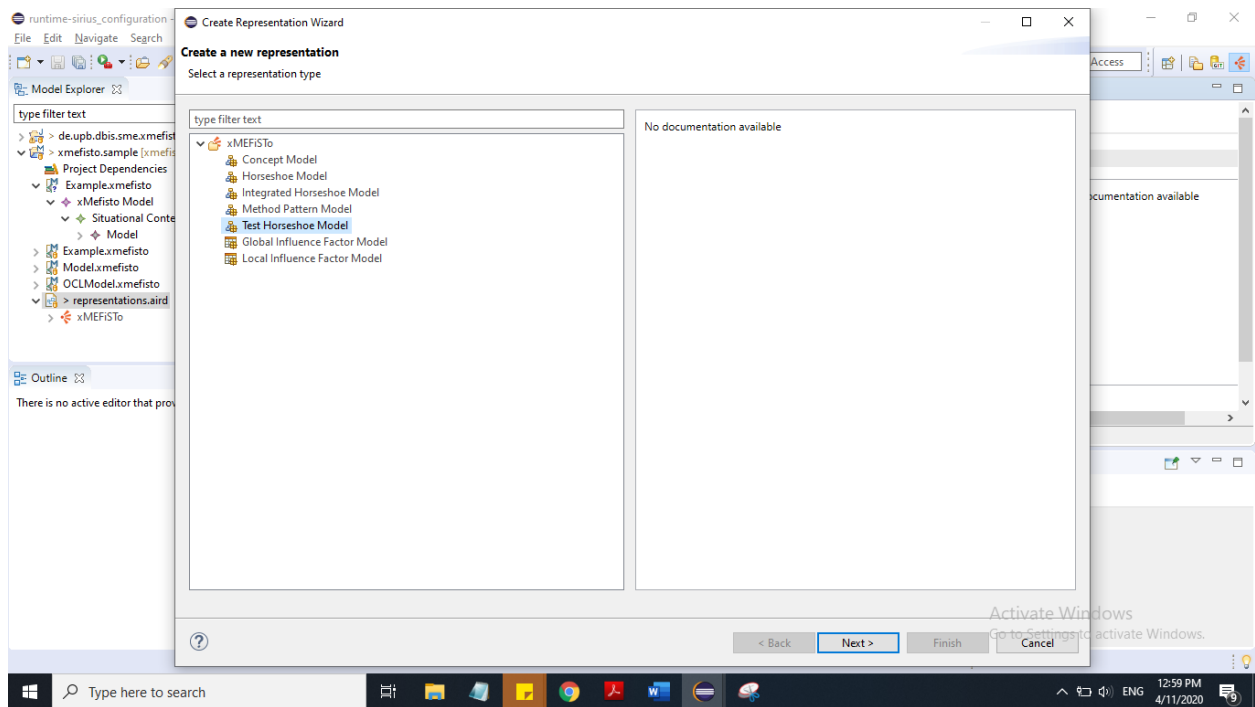 runtime-sirius_configuration -
File Edit Navigate Search
Access
Model Explorer
type filter text
> de.upb.dbis.sme.xmefist
> xmefisto.sample [xmefis
Project Dependencies
Example.xmefisto
xMefisto Model
Situational Conte
Model
Example.xmefisto
Model.xmefisto
OCLModel.xmefisto
> representations.aird
xMEFiSTo
Outline
There is no active editor that prov
Create Representation Wizard
Create a new representation
Select a representation type
type filter text
xMEFiSTo
Concept Model
Horseshoe Model
Integrated Horseshoe Model
Method Pattern Model
Test Horseshoe Model
Global Influence Factor Model
Local Influence Factor Model
No documentation available
ocumentation available
< Back Next > Finish Cancel
Activate Windows
Go to Settings to activate Windows.
Type here to search
ENG
12:59 PM
4/11/2020
9